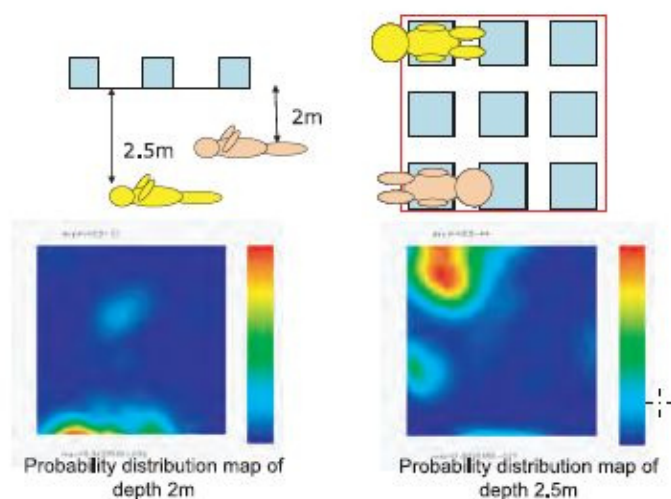 2m
2.5m
Probability distribution map of
depth 2m
Probability distribution map of
depth 2.5m